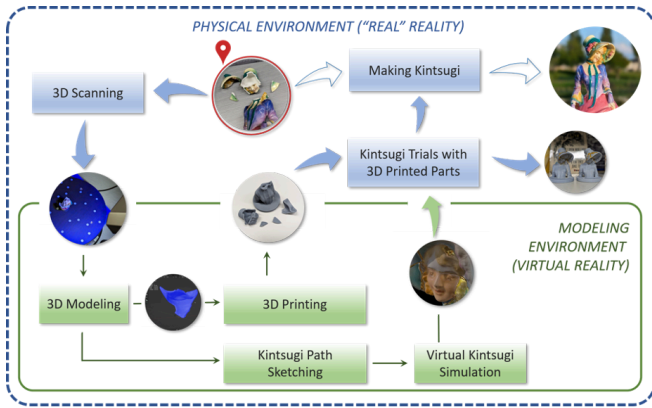 PHYSICAL ENVIRONMENT ("REAL" REALITY)
3D Scanning
Making Kintsugi
Kintsugi Trials with
3D Printed Parts
MODELING
ENVIRONMENT
(VIRTUAL REALITY)
3D Modeling
3D Printing
Kintsugi Path
Sketching
Virtual Kintsugi
Simulation